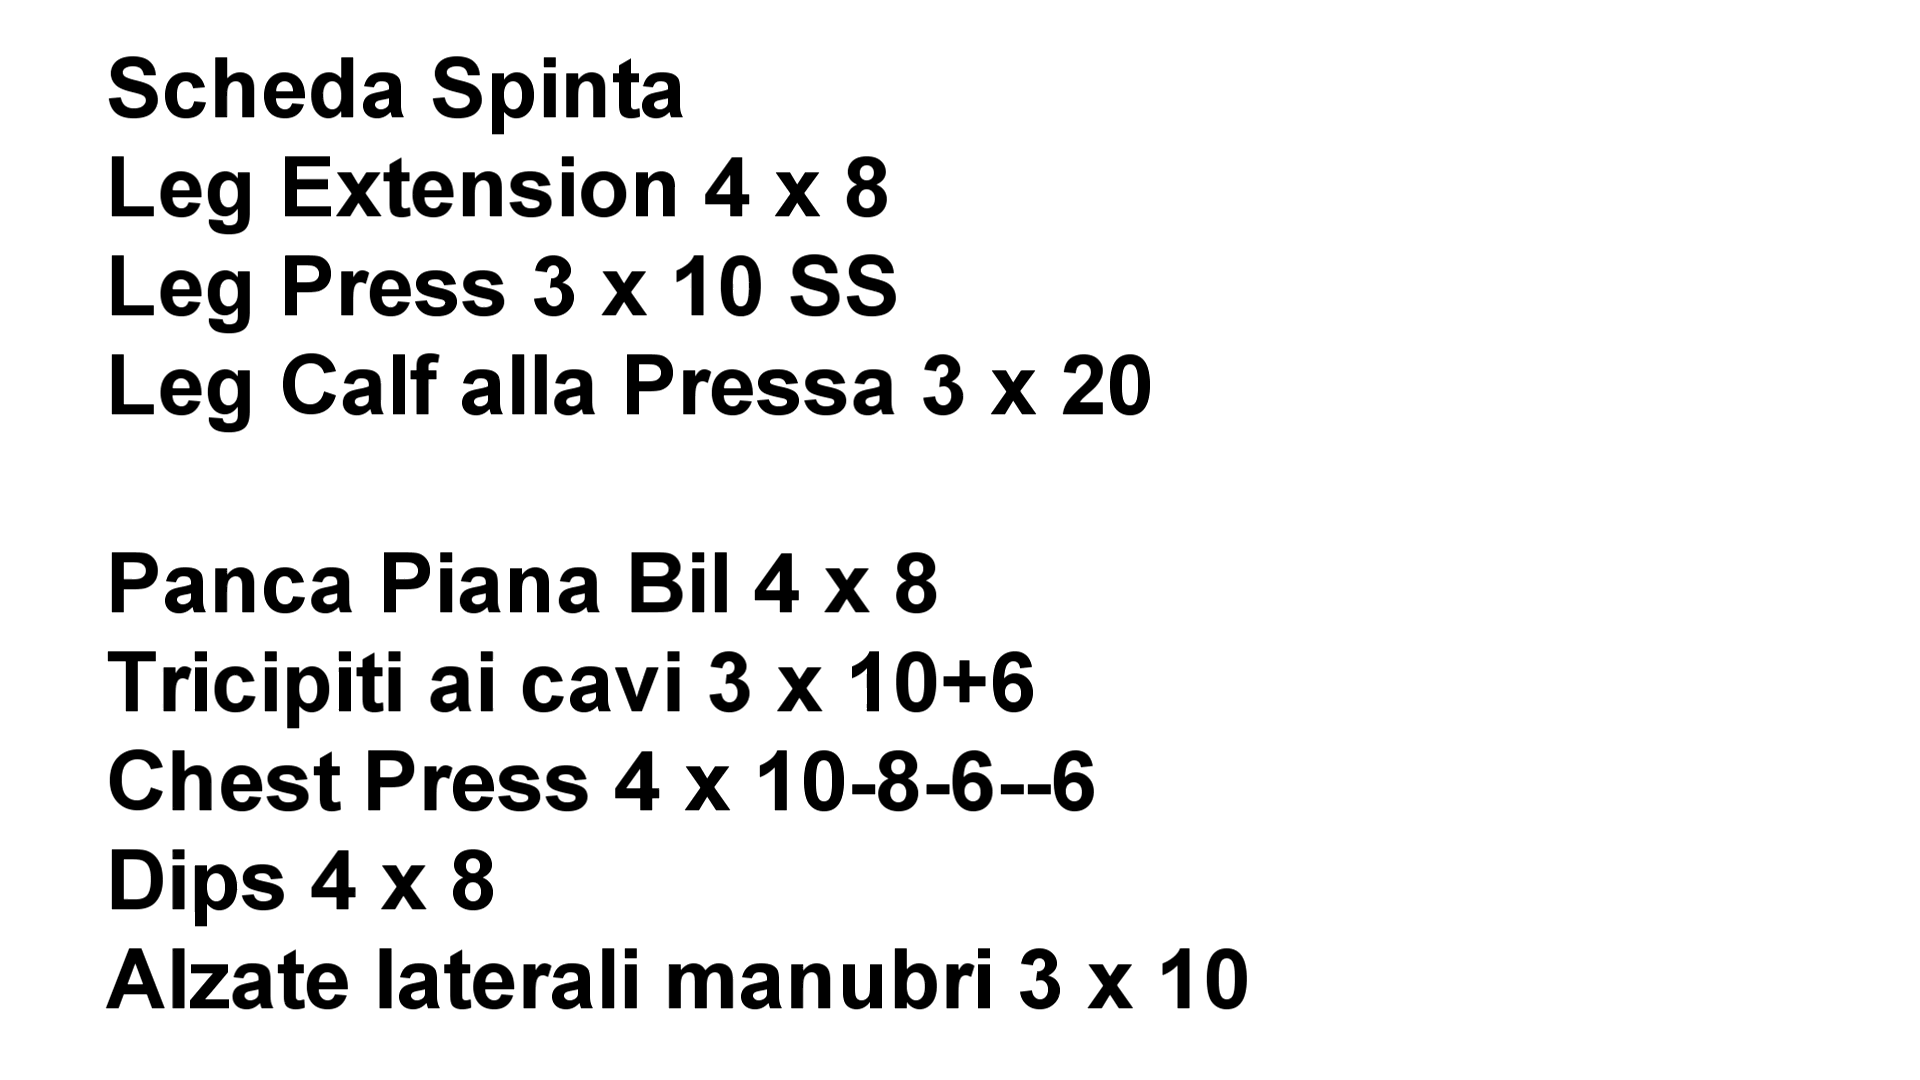 Scheda Spinta
Leg Extension 4 x 8
Leg Press 3 x 10 SS
Leg Calf alla Pressa 3 x 20
Panca Piana Bil 4 x 8
Tricipiti ai cavi 3 x 10+6
Chest Press 4 x 10-8-6--6
Dips 4 x 8
Alzate laterali manubri 3 x 10